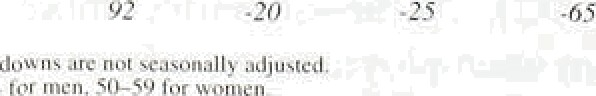 92 -20 -25 -65
downs are not seasonally adjusted.
for men, 50–59 for women.